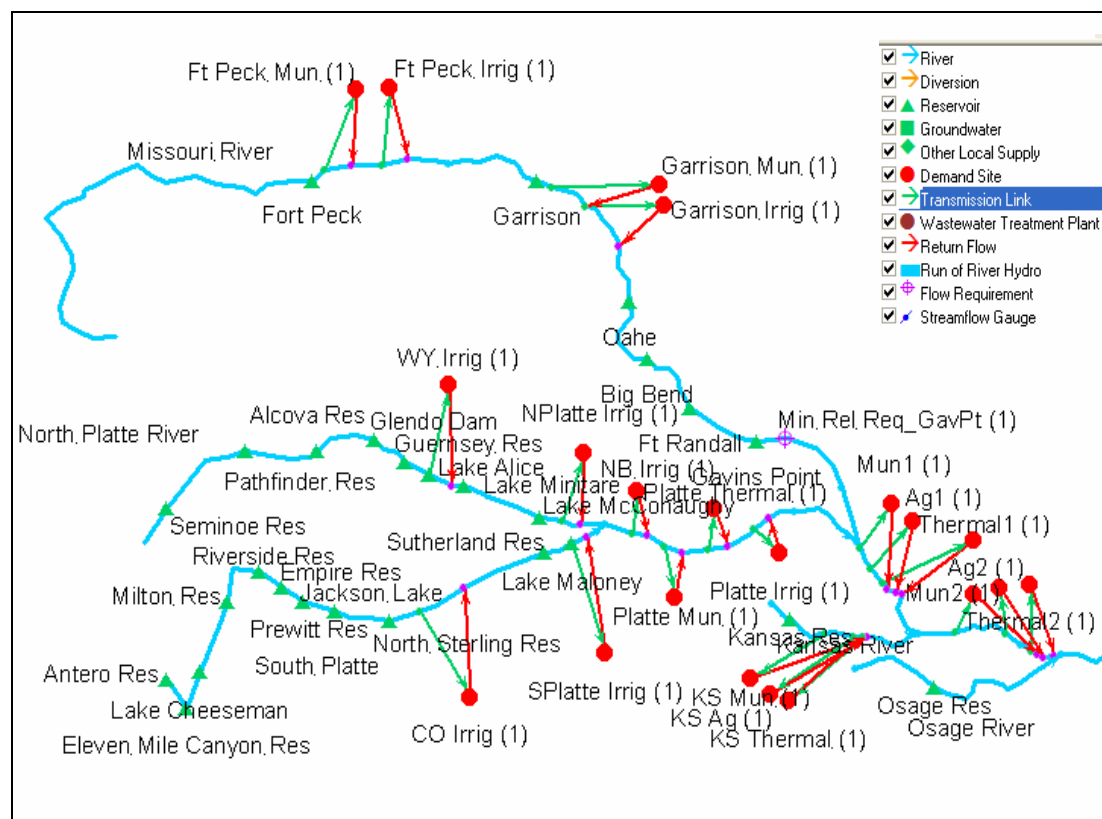 Ft Peck Mun. (1)
Ft Peck Irrig (1)
River
Diversion
Reservoir
Groundwater
Other Local Supply
Demand Site
Transmission Link
Wastewater Treatment Plant
Return Flow
Run of River Hydro
Flow Requirement
Streamflow Gauge
Missouri River
Fort Peck
Garrison Mun. (1)
Garrison
Garrison Irrig (1)
Oahe
WY Irrig (1)
Big Bend
Alcova Res
Glendo Dam
NPlatte Irrig (1)
North Platte River
Guernsey Res
Ft Randall
Min Rel Req_GavPt (1)
Pathfinder Res
Lake Alice
NB Irrig (1)
Gavins Point
Mun1 (1)
Lake Minitare
Platte Thermal (1)
Ag1 (1)
Lake McConaughy
Seminoe Res
Thermal1 (1)
Sutherland Res
Riverside Res
Empire Res
Lake Maloney
Ag2 (1)
Milton Res
Jackson Lake
Platte Irrig (1)
Mun2 (1)
Prewitt Res
Platte Mun. (1)
Thermal2 (1)
North Sterling Res
Kansas Res
Kansas River
Antero Res
South Platte
SPlatte Irrig (1)
KS Mun. (1)
Lake Cheeseman
KS Ag (1)
Osage Res
Eleven Mile Canyon Res
CO Irrig (1)
KS Thermal (1)
Osage River